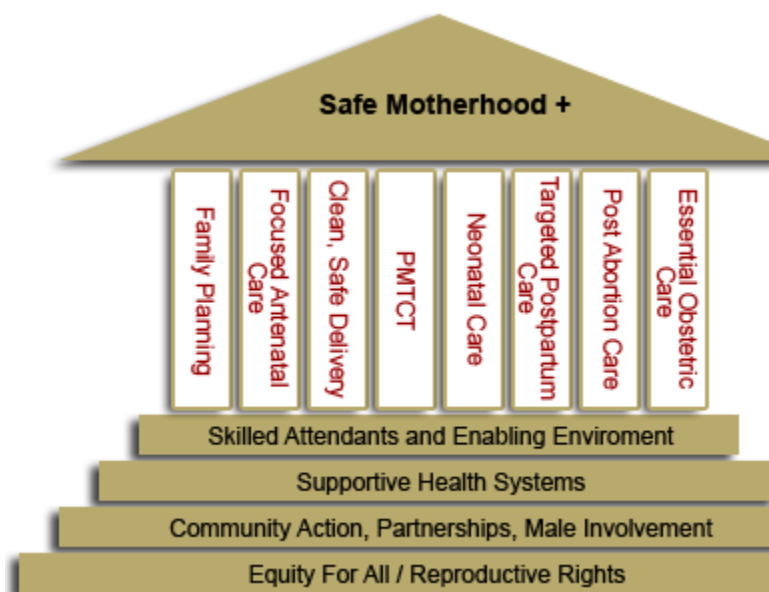 Safe Motherhood +
Family Planning
Focused Antenatal
Care
Clean, Safe Delivery
PMTCT
Neonatal Care
Targeted Postpartum
Care
Post Abortion Care
Essential Obstetric
Care
Skilled Attendants and Enabling Enviroment
Supportive Health Systems
Community Action, Partnerships, Male Involvement
Equity For All / Reproductive Rights